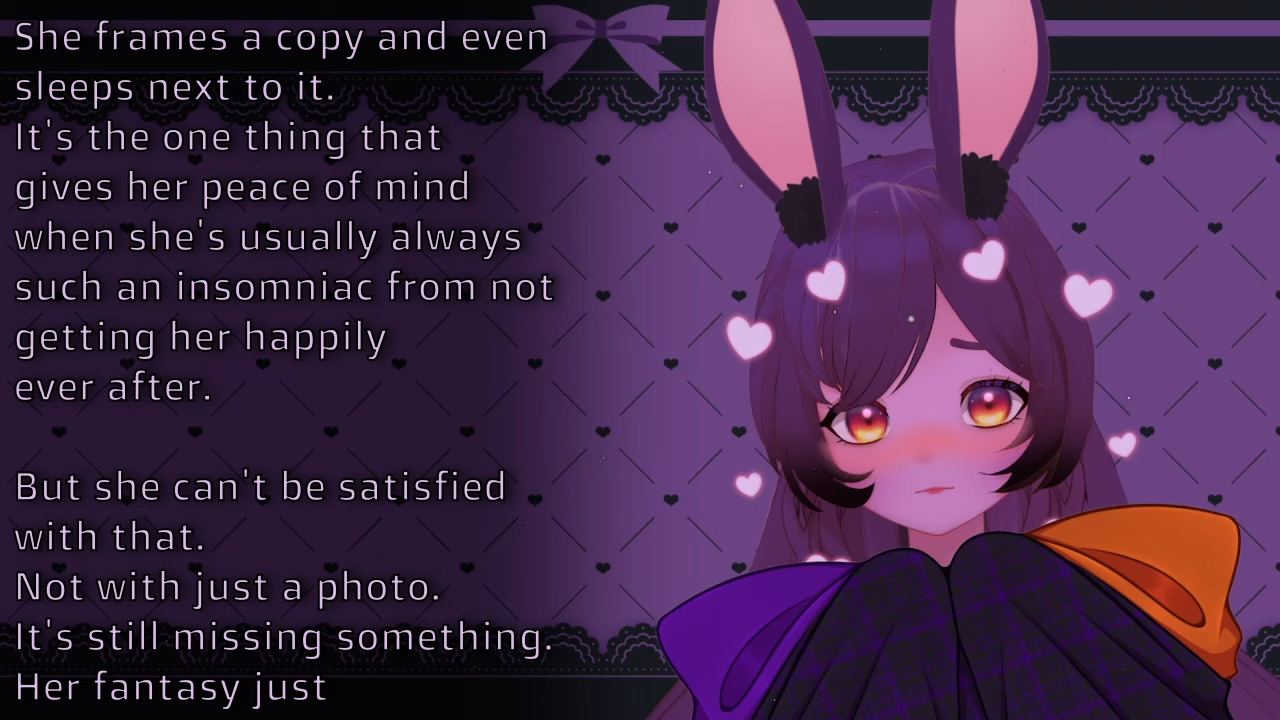 She frames a copy and even
sleeps next to it.
It's the one thing that
gives her peace of mind
when she's usually always
such an insomniac from not
getting her happily
ever after.
But she can't be satisfied
with that.
Not with just a photo.
It's still missing something.
Her fantasy just